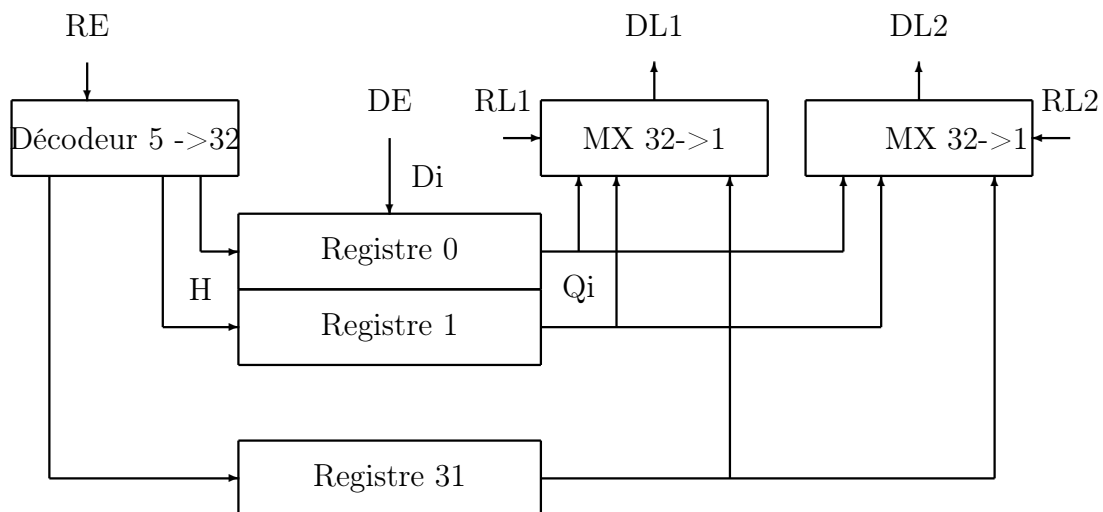 RE
DL1
DL2
DE
RL1
RL2
Décodeur 5 ->32
MX 32->1
MX 32->1
Di
Registre 0
H
Qi
Registre 1
Registre 31